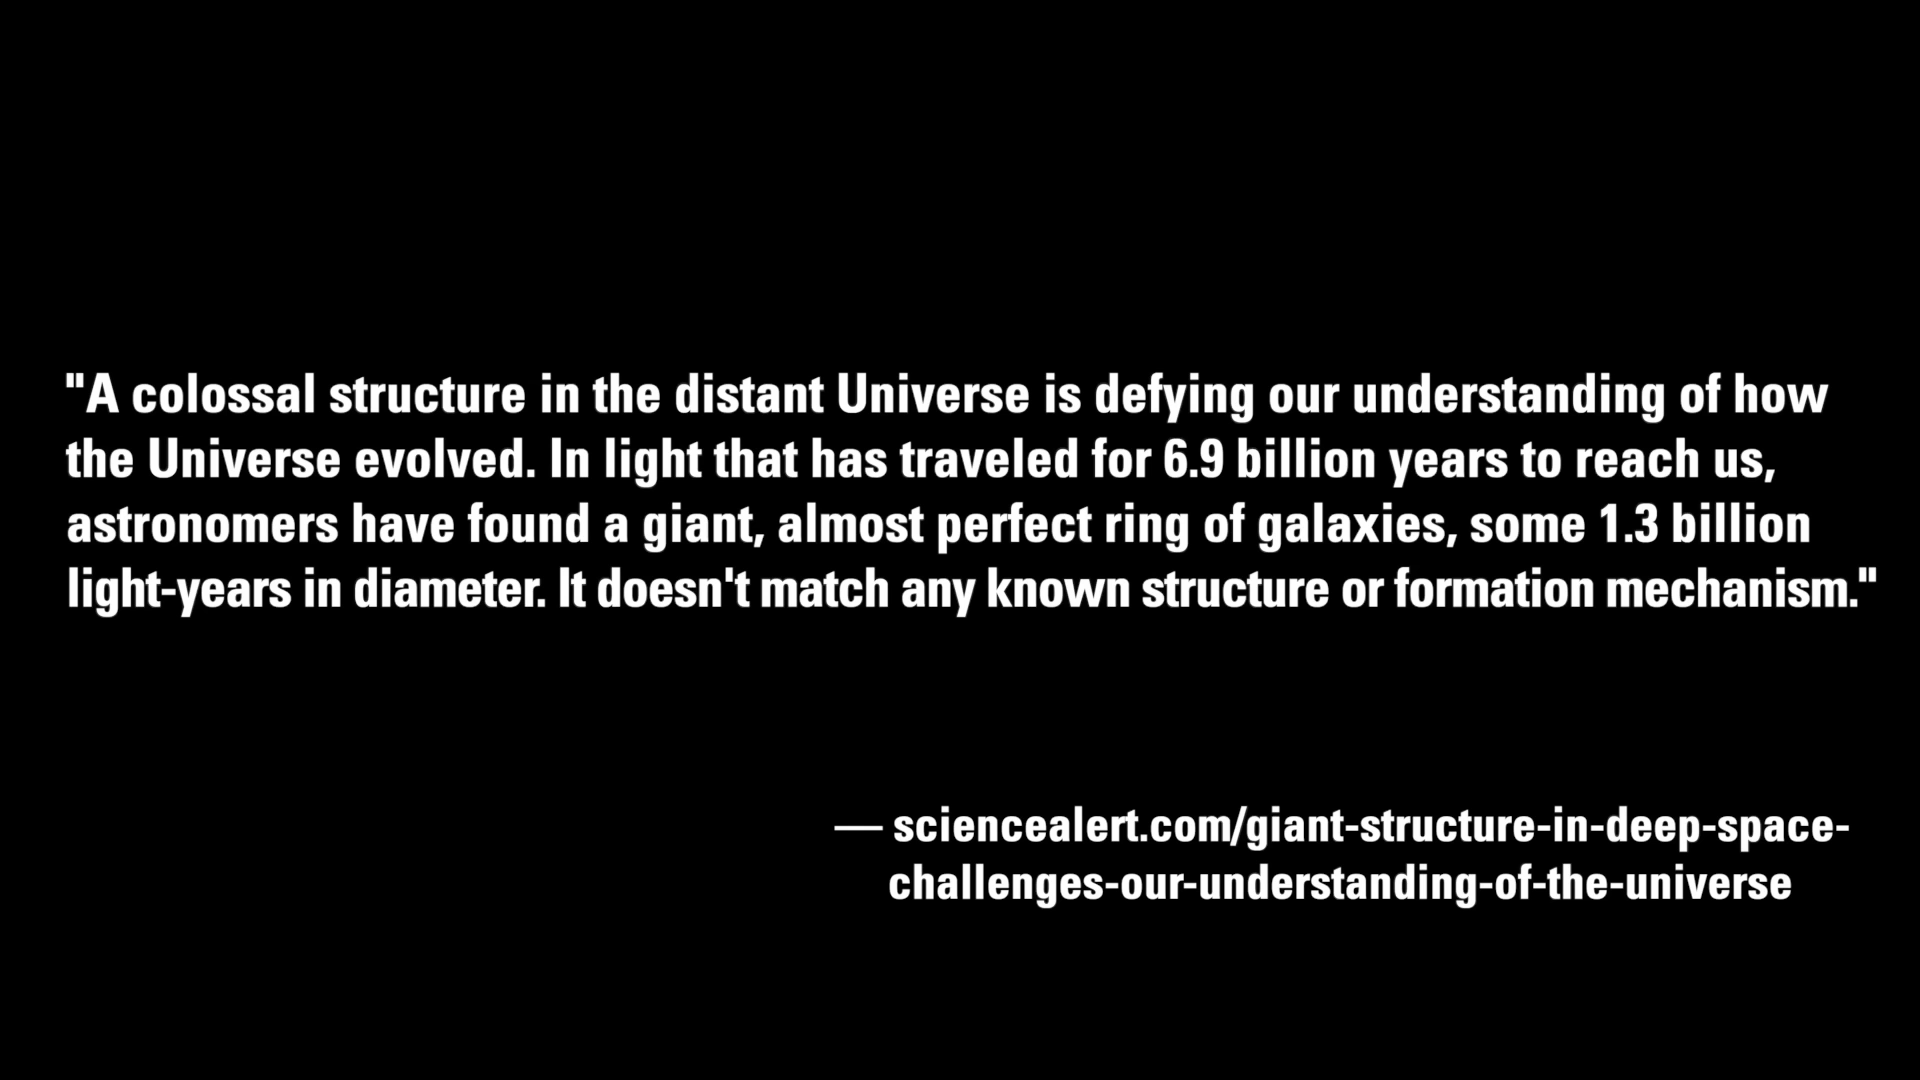 "A colossal structure in the distant Universe is defying our understanding of how
the Universe evolved. In light that has traveled for 6.9 billion years to reach us,
astronomers have found a giant, almost perfect ring of galaxies, some 1.3 billion
light-years in diameter. It doesn't match any known structure or formation mechanism."
— sciencealert.com/giant-structure-in-deep-space-
challenges-our-understanding-of-the-universe